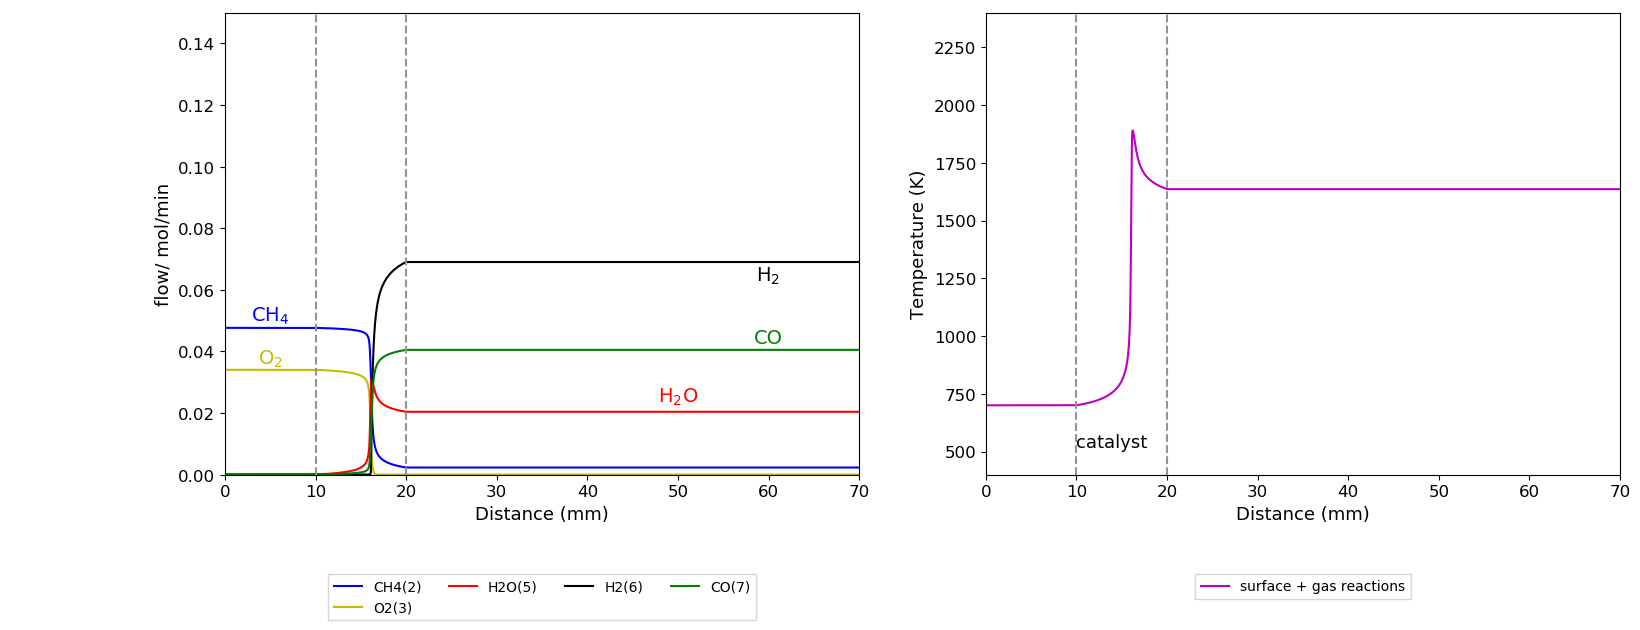 0.14
0.12
0.10
0.08
0.06
0.04
0.02
0.00
flow/ mol/min
CH4
O2
H2
CO
H2O
0 10 20 30 40 50 60 70
Distance (mm)
CH4(2) H2O(5) H2(6) CO(7)
O2(3)
2250
2000
1750
1500
1250
1000
750
500
Temperature (K)
catalyst
0 10 20 30 40 50 60 70
Distance (mm)
surface + gas reactions